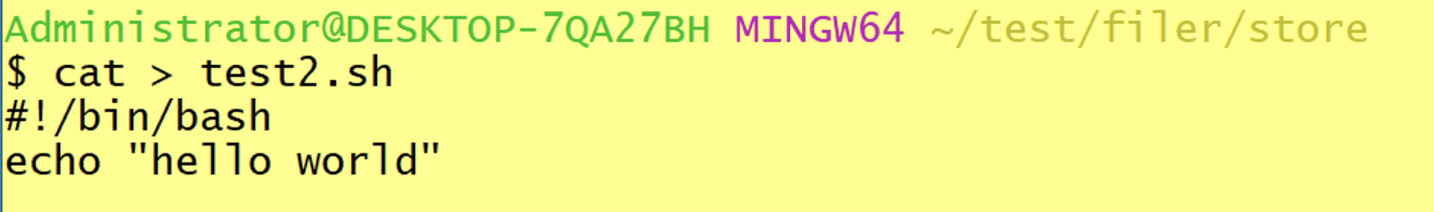 Administrator@DESKTOP-7QA27BH MINGW64 ~/test/filer/store
$ cat > test2.sh
#!/bin/bash
echo "hello world"